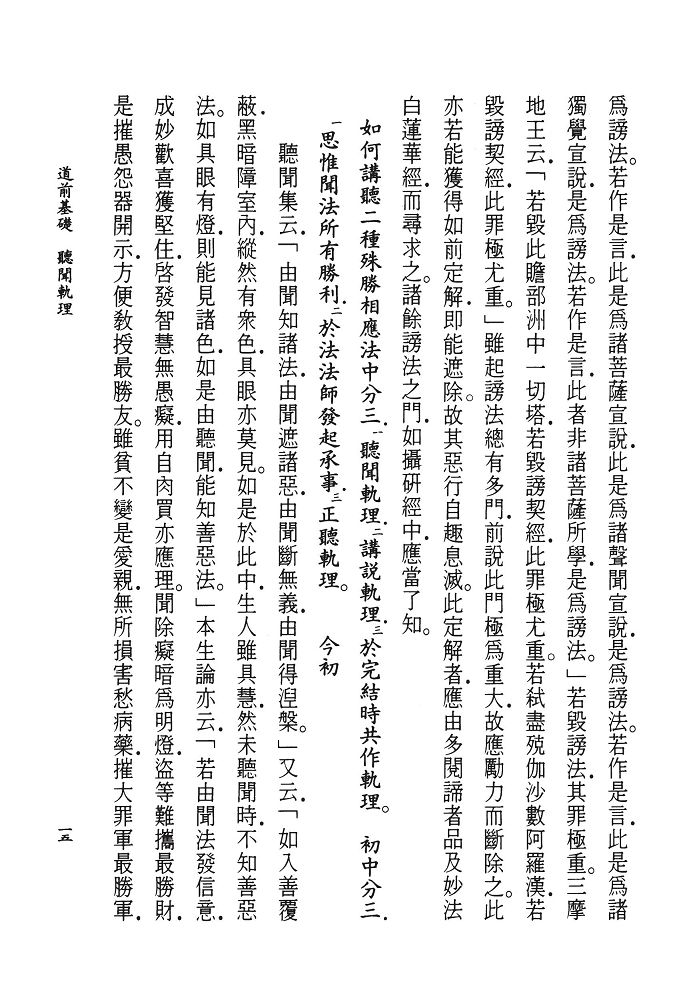 為謗法。若作是言．此是為諸菩薩宣說．此是為諸聲聞宣說．是為謗法。若作是言．此是為諸
獨覺宣說．是為謗法。若作是言．此者非諸菩薩所學．是為謗法。」若毀謗法．其罪極重。三摩
地王云．「若毀此贍部洲中一切塔．若毀謗契經．此罪極尤重。若弒盡殑伽沙數阿羅漢．若
毀謗契經．此罪極尤重。」雖起謗法總有多門．前說此門極為重大．故應勵力而斷除之。此
亦若能獲得如前定解．即能遮除。故其惡行自趣息滅。此定解者．應由多閱諦者品及妙法
白蓮華經．而尋求之。諸餘謗法之門．如攝研經中．應當了知。
如何講聽二種殊勝相應法中分三．一聽聞軌理．二講說軌理．三於完結時共作軌理。　初中分三．
一思惟聞法所有勝利．二於法法師發起承事．三正聽軌理。　今初
聽聞集云．「由聞知諸法．由聞遮諸惡．由聞斷無義．由聞得涅槃。」又云．「如入善覆
蔽．黑暗障室內．縱然有眾色．具眼亦莫見。如是於此中．生人雖具慧．然未聽聞時．不知善惡
法。如具眼有燈．則能見諸色．如是由聽聞．能知善惡法。」本生論亦云．「若由聞法發信意．
成妙歡喜獲堅住．啓發智慧無愚癡．用自肉買亦應理。聞除癡暗為明燈．盜等難攜最勝財．
是摧愚怨器開示．方便敎授最勝友。雖貧不變是愛親．無所損害愁病藥．摧大罪軍最勝軍．
道前基礎　聽聞軌理
一五